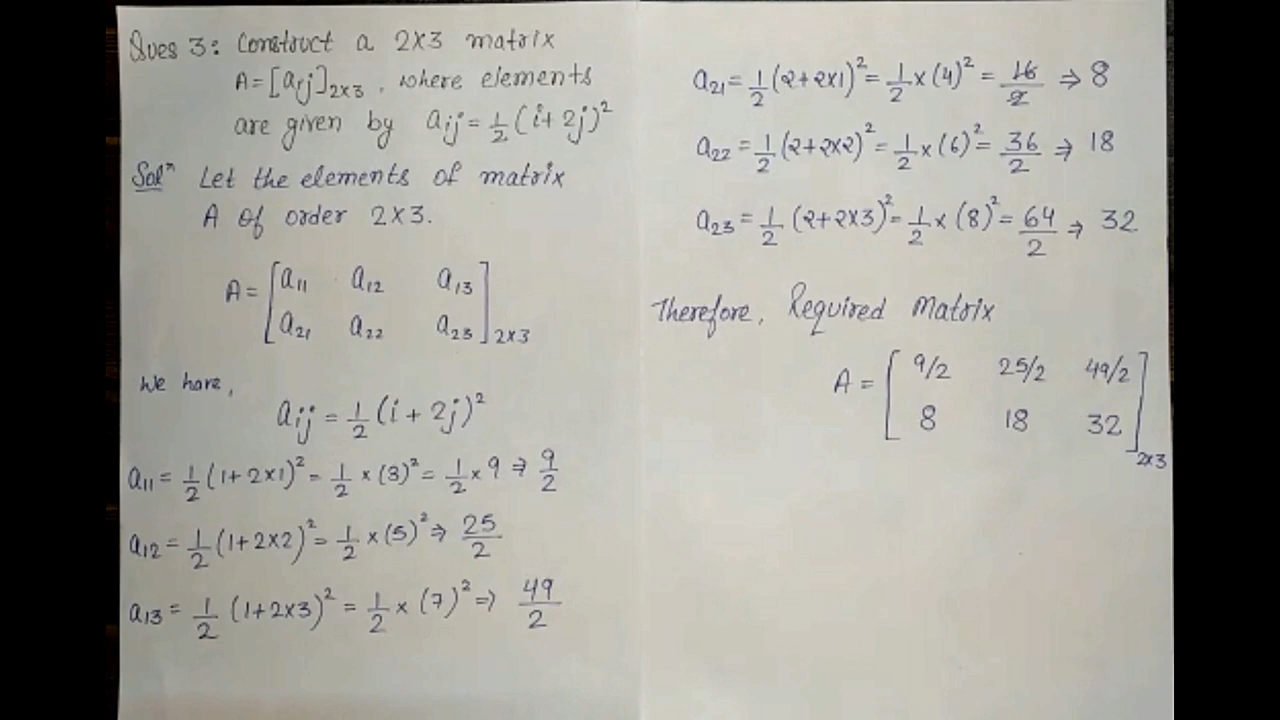 Ques 3: Construct a 2×3 matrix
A=[aij]2×3, where elements
are given by aij = 1/2 (i+2j)²
Solⁿ Let the elements of matrix
A of order 2×3.
A = [a11 a12 a13
a21 a22 a23]2×3
We have,
aij = 1/2 (i + 2j)²
a11 = 1/2 (1+2×1)² = 1/2 × (3)² = 1/2 × 9 ⇒ 9/2
a12 = 1/2 (1+2×2)² = 1/2 × (5)² ⇒ 25/2
a13 = 1/2 (1+2×3)² = 1/2 × (7)² ⇒ 49/2
a21 = 1/2 (2+2×1)² = 1/2 × (4)² = 16/2 ⇒ 8
a22 = 1/2 (2+2×2)² = 1/2 × (6)² = 36/2 ⇒ 18
a23 = 1/2 (2+2×3)² = 1/2 × (8)² = 64/2 ⇒ 32
Therefore, Required Matrix
A = [9/2 25/2 49/2
8 18 32]2×3